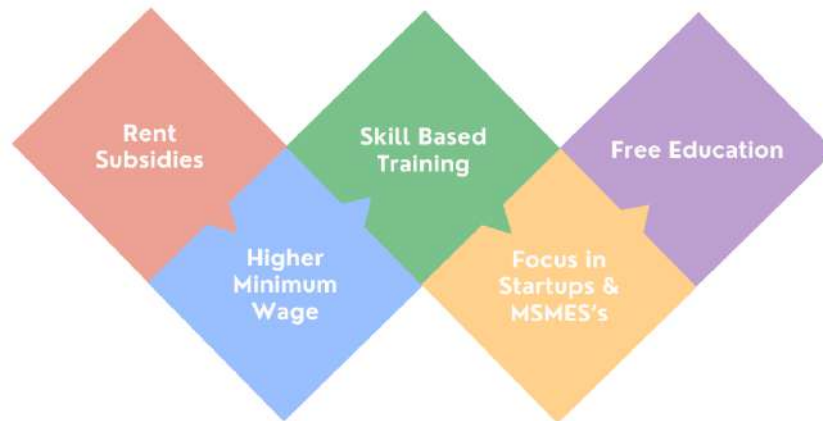 Rent
Subsidies
Higher
Minimum
Wage
Skill Based
Training
Focus in
Startups &
MSMES's
Free Education